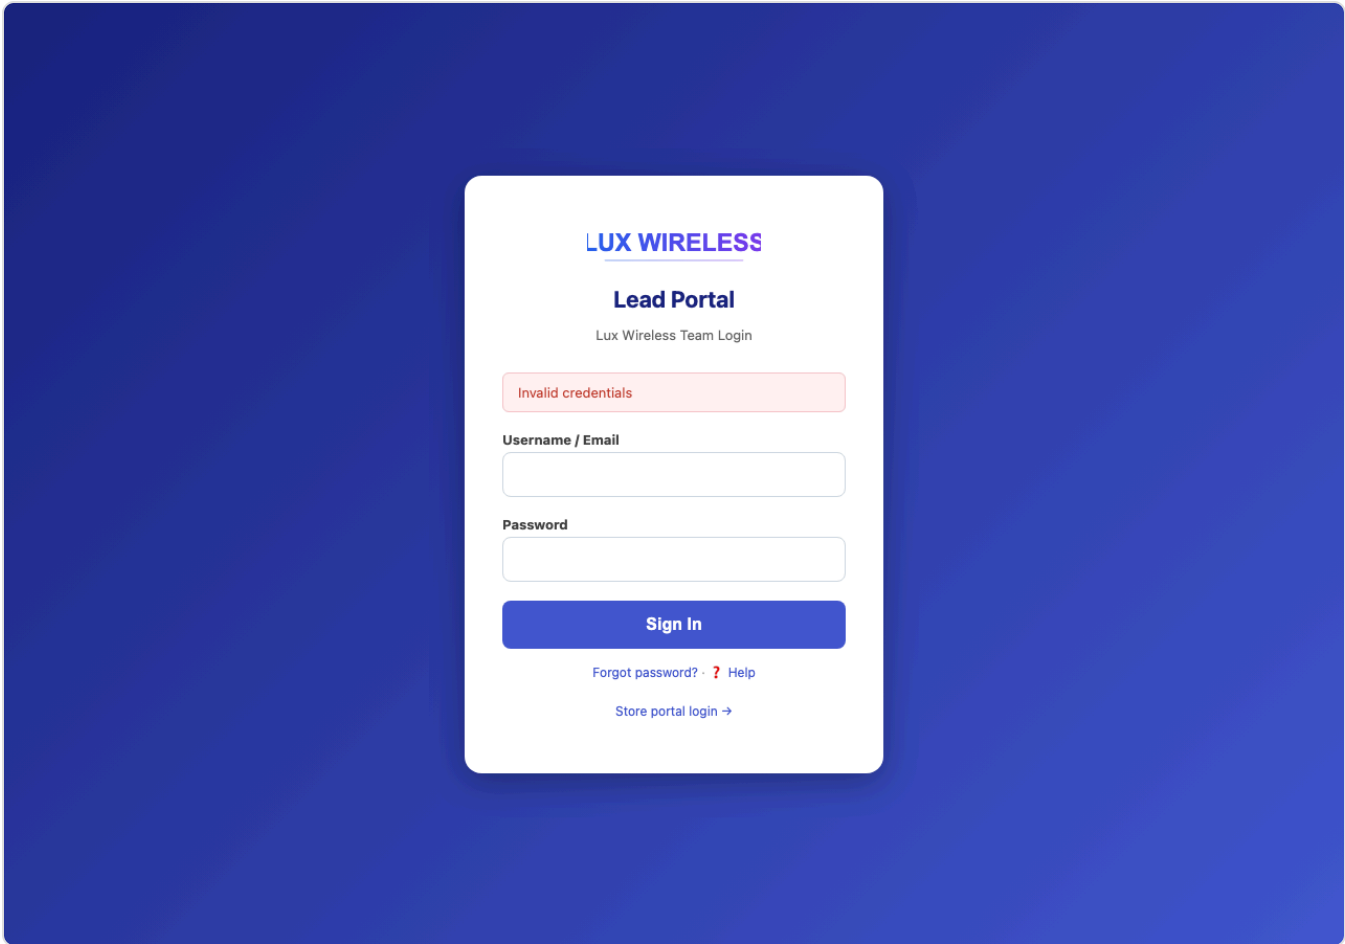 LUX WIRELESS
Lead Portal
Lux Wireless Team Login
Invalid credentials
Username / Email
Password
Sign In
Forgot password? · ❓ Help
Store portal login →